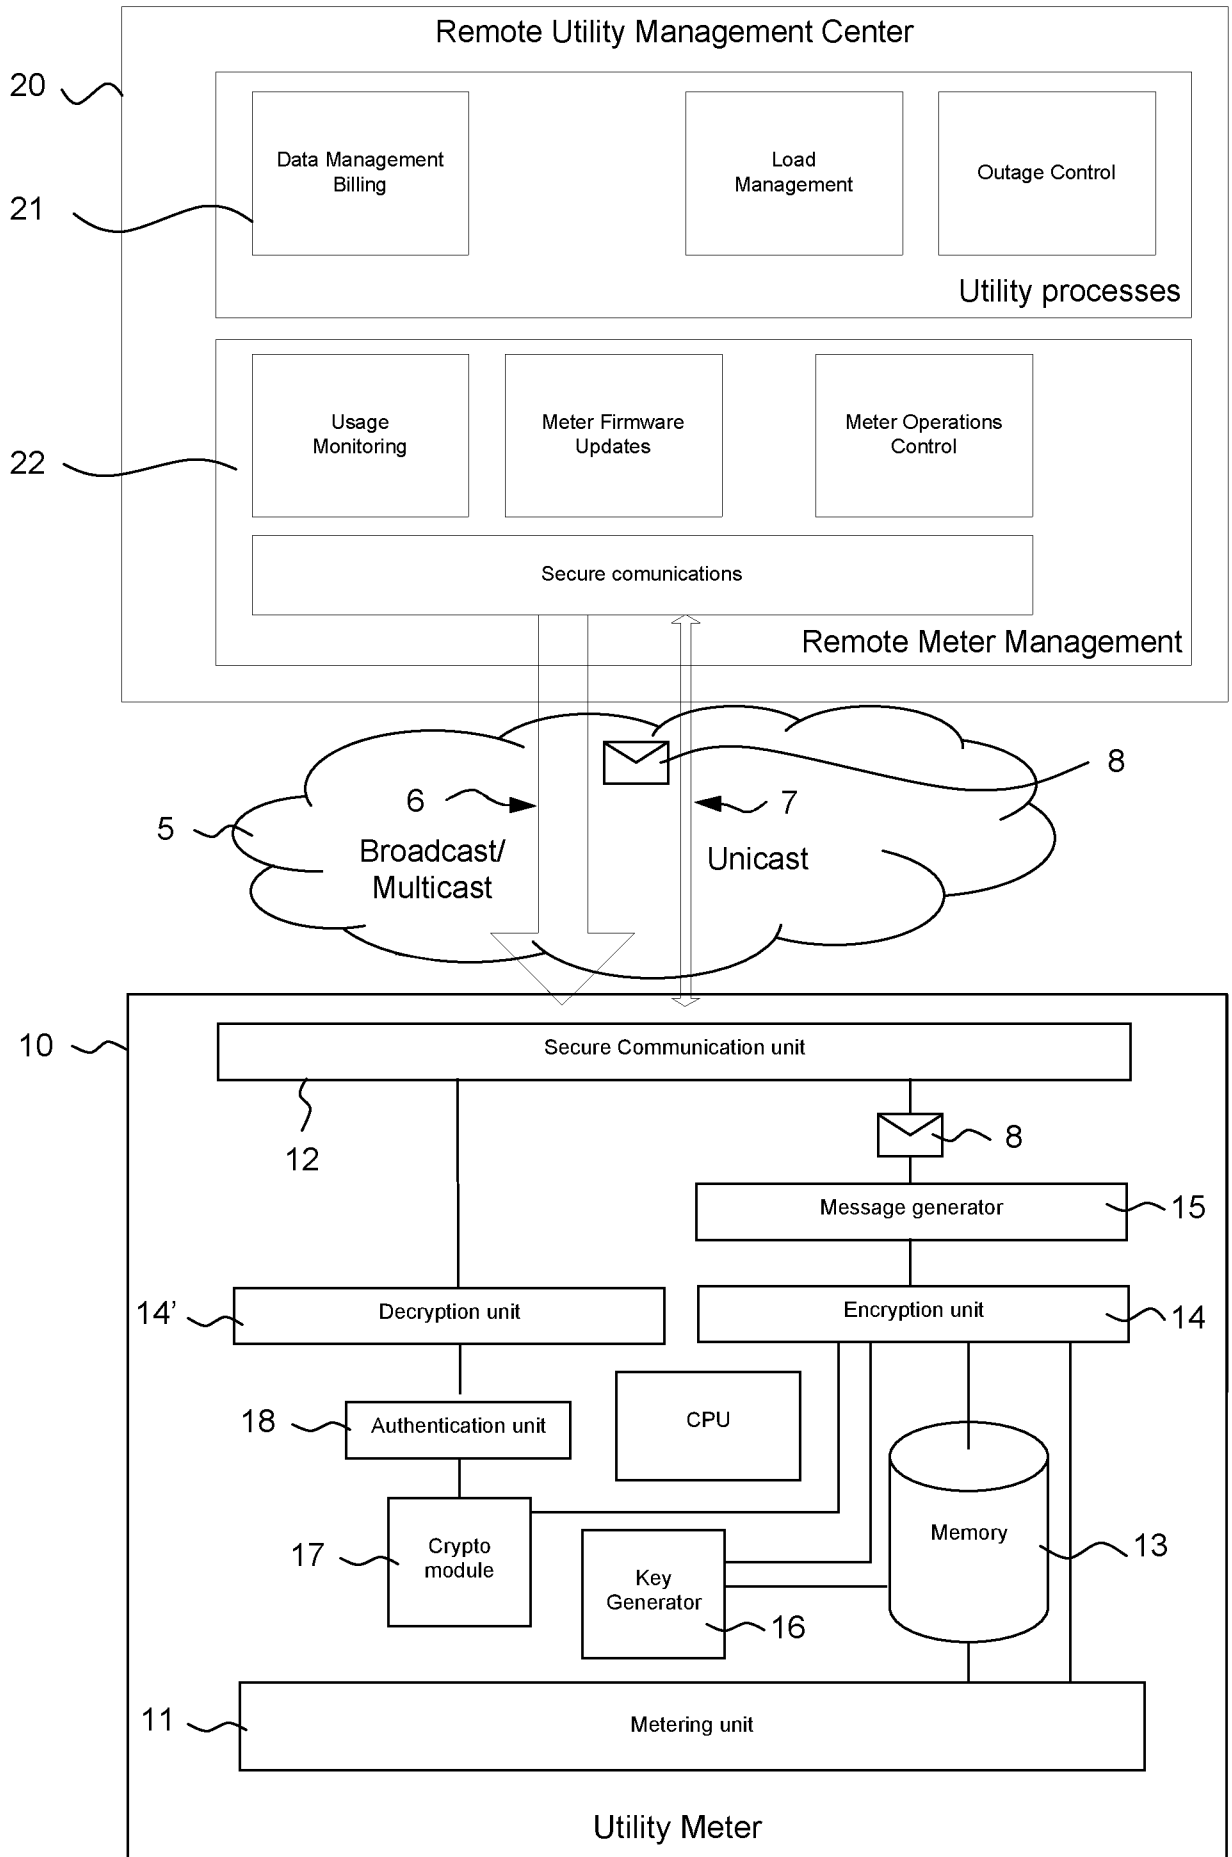 Remote Utility Management Center
20
Data Management
Billing
Load
Management
Outage Control
21
Utility processes
Usage
Monitoring
Meter Firmware
Updates
Meter Operations
Control
22
Secure comunications
Remote Meter Management
8
6
7
5
Broadcast/
Multicast
Unicast
10
Secure Communication unit
12
8
Message generator
15
14’
Decryption unit
Encryption unit
14
18
Authentication unit
CPU
17
Crypto
module
Key
Generator
16
Memory
13
11
Metering unit
Utility Meter